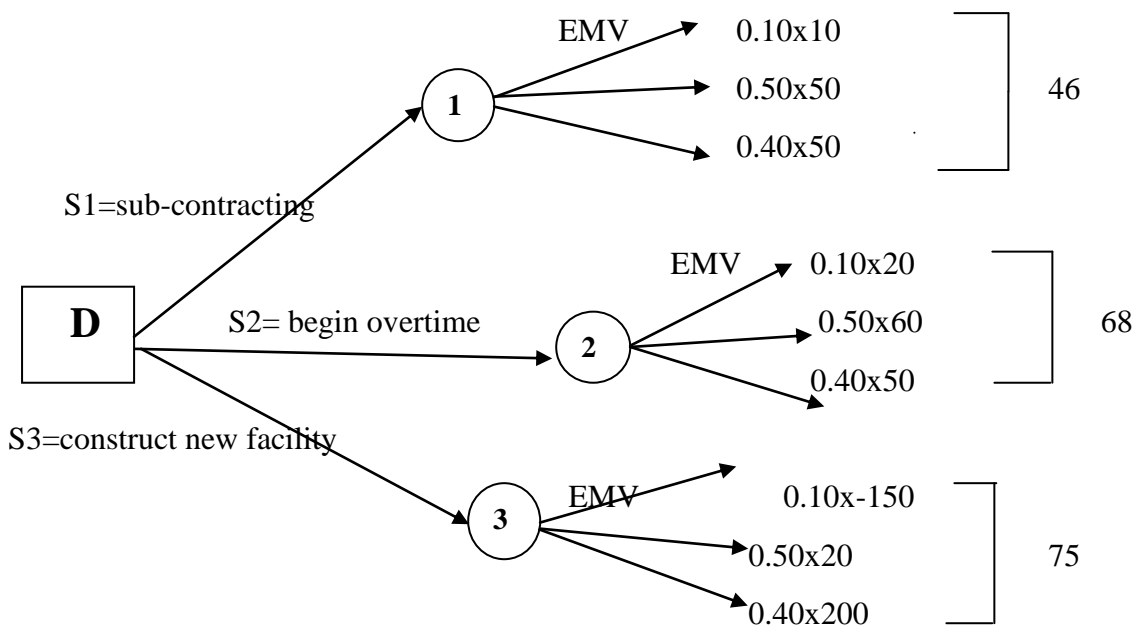 EMV 0.10x10
0.50x50 46
1
0.40x50
S1=sub-contracting
EMV 0.10x20
D S2= begin overtime 0.50x60 68
2
0.40x50
S3=construct new facility
EMV 0.10x-150
3
0.50x20 75
0.40x200